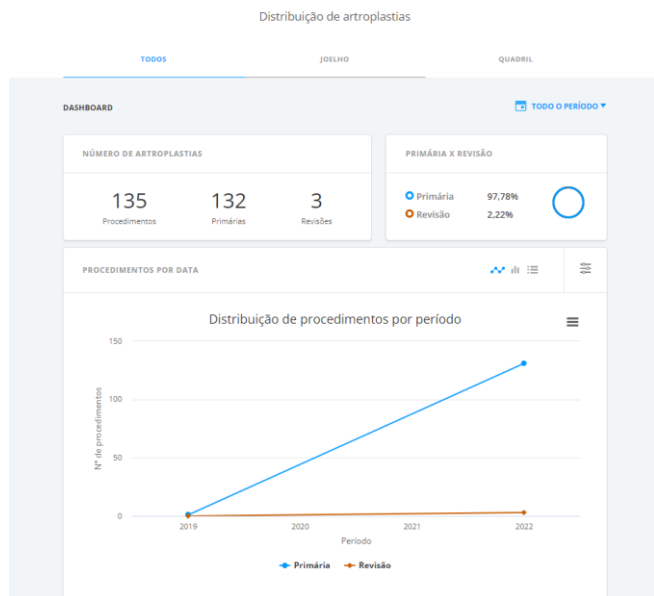 Distribuição de artroplastias
TODOS JOELHO QUADRIL
DASHBOARD TODO O PERÍODO
NÚMERO DE ARTROPLASTIAS
135 132 3
Procedimentos Primárias Revisões
PRIMÁRIA X REVISÃO
Primária 97,78%
Revisão 2,22%
PROCEDIMENTOS POR DATA
Distribuição de procedimentos por período
150
100
50
0
N° de procedimentos
2019 2020 2021 2022
Período
Primária Revisão